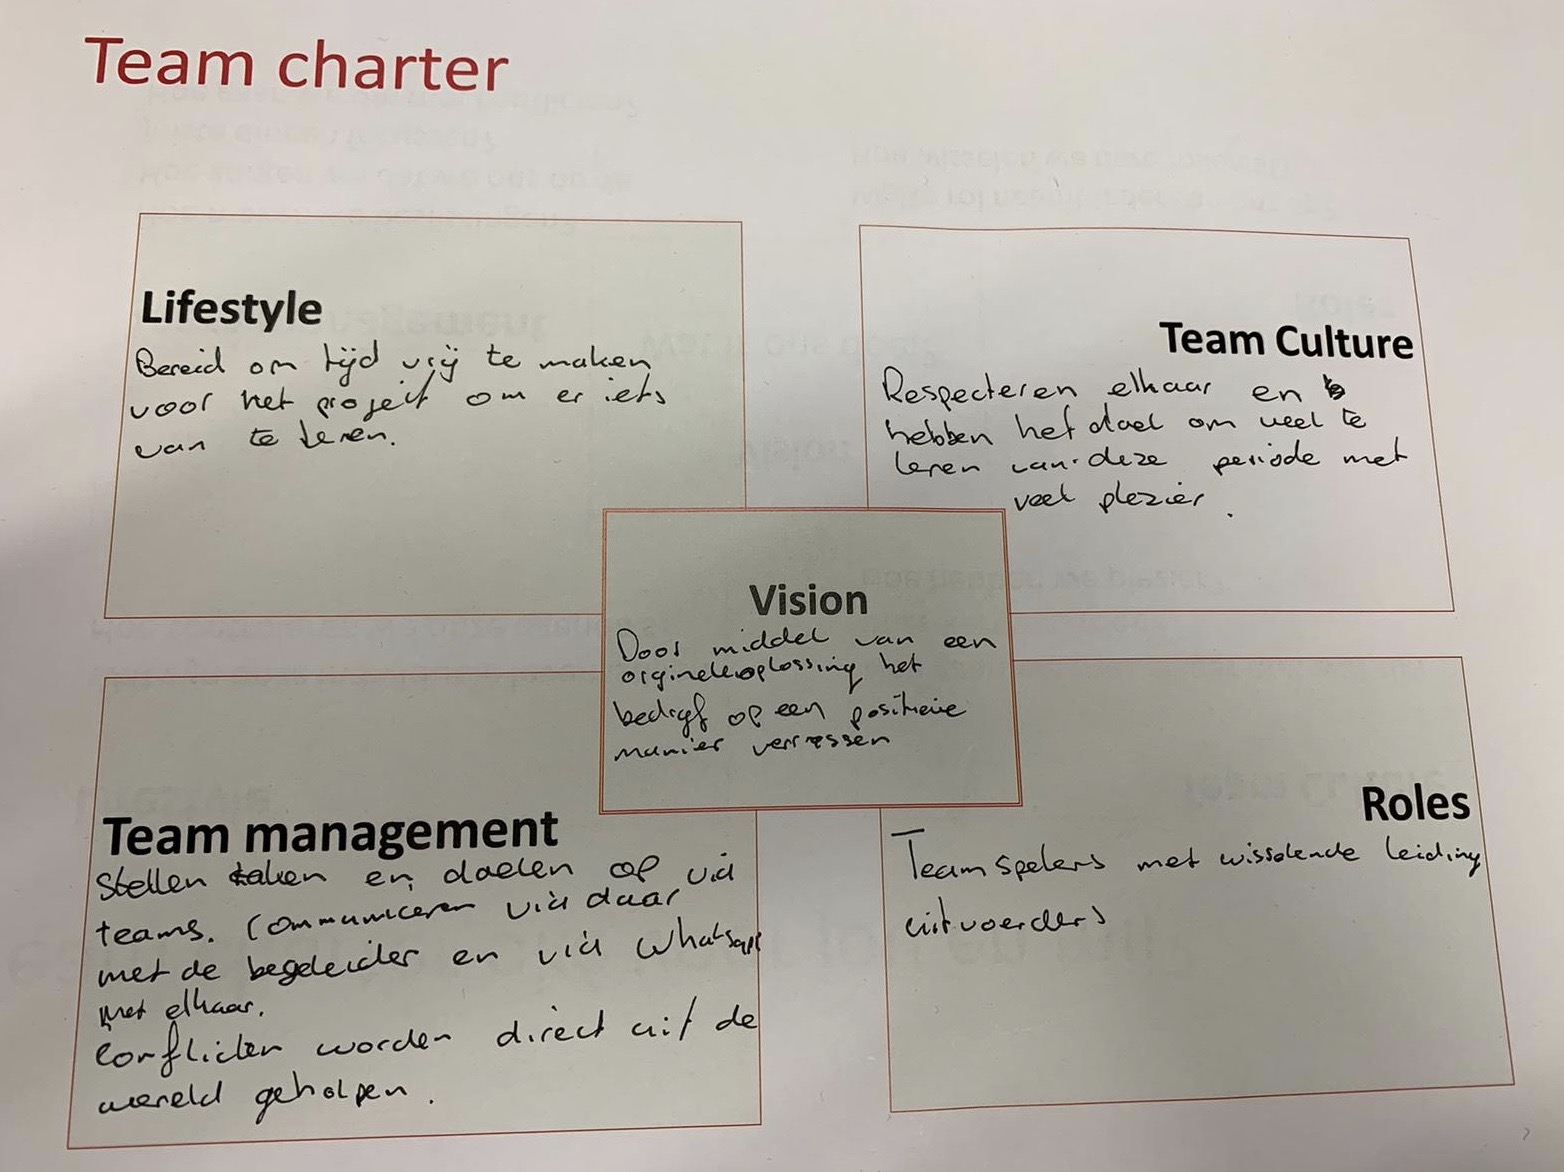 Team charter
Lifestyle
Bereid om tijd vrij te maken
voor het project om er iets
van te leren.
Team Culture
Respecteren elkaar en
hebben het doel om veel te
leren van deze periode met
veel plezier.
Vision
Door middel van een
orginele oplossing het
bedrijf op een positieve
manier verrassen
Team management
Stellen taken en doelen op via
teams. Communiceren via daar
met de begeleider en via Whatsapp
met elkaar.
Conflicten worden direct uit de
wereld geholpen.
Roles
Teamspelers met wisselende leiding
uitvoerders